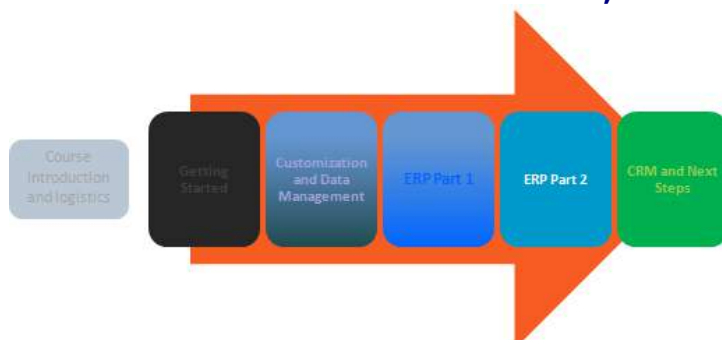 Course
Introduction
and logistics
Getting
Started
Customization
and Data
Management
ERP Part 1
ERP Part 2
CRM and Next
Steps